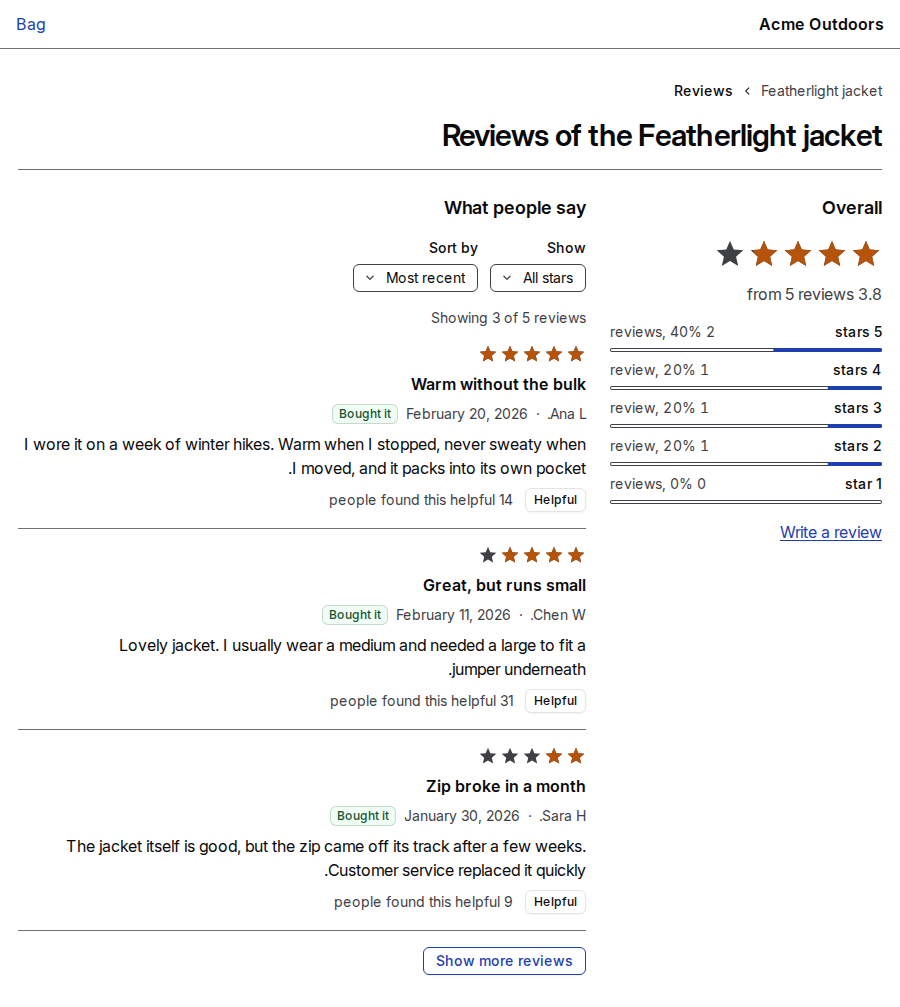 Acme Outdoors
Bag
Featherlight jacket
Reviews
Reviews of the Featherlight jacket
Overall
from 5 reviews 3.8
stars 5
reviews, 40% 2
stars 4
review, 20% 1
stars 3
review, 20% 1
stars 2
review, 20% 1
star 1
reviews, 0% 0
Write a review
What people say
Show
All stars
Sort by
Most recent
Showing 3 of 5 reviews
Warm without the bulk
Bought it February 20, 2026 · .Ana L
I wore it on a week of winter hikes. Warm when I stopped, never sweaty when
.I moved, and it packs into its own pocket
people found this helpful 14 Helpful
Great, but runs small
Bought it February 11, 2026 · .Chen W
Lovely jacket. I usually wear a medium and needed a large to fit a
.jumper underneath
people found this helpful 31 Helpful
Zip broke in a month
Bought it January 30, 2026 · .Sara H
The jacket itself is good, but the zip came off its track after a few weeks.
.Customer service replaced it quickly
people found this helpful 9 Helpful
Show more reviews